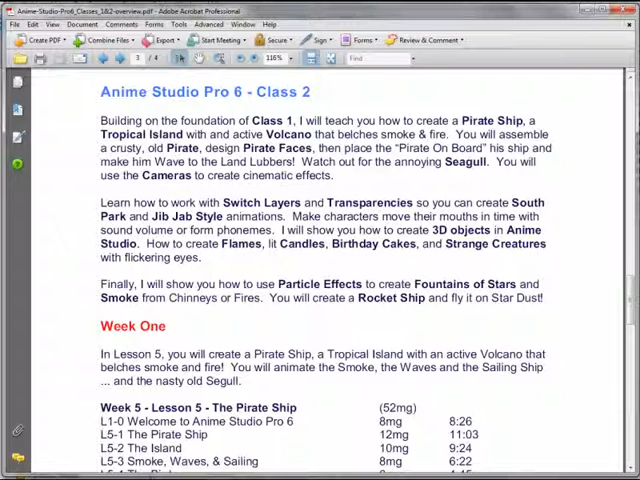 Anime-Studio-Pro6_Classes_1&2-overview.pdf - Adobe Acrobat Professional
File Edit View Document Comments Forms Tools Advanced Window Help
Create PDF Combine Files Export Start Meeting Secure Sign Forms Review & Comment
3 / 4 116% Find
Anime Studio Pro 6 - Class 2
Building on the foundation of Class 1, I will teach you how to create a Pirate Ship, a
Tropical Island with and active Volcano that belches smoke & fire. You will assemble
a crusty, old Pirate, design Pirate Faces, then place the “Pirate On Board” his ship and
make him Wave to the Land Lubbers! Watch out for the annoying Seagull. You will
use the Cameras to create cinematic effects.
Learn how to work with Switch Layers and Transparencies so you can create South
Park and Jib Jab Style animations. Make characters move their mouths in time with
sound volume or form phonemes. I will show you how to create 3D objects in Anime
Studio. How to create Flames, lit Candles, Birthday Cakes, and Strange Creatures
with flickering eyes.
Finally, I will show you how to use Particle Effects to create Fountains of Stars and
Smoke from Chinneys or Fires. You will create a Rocket Ship and fly it on Star Dust!
Week One
In Lesson 5, you will create a Pirate Ship, a Tropical Island with an active Volcano that
belches smoke and fire! You will animate the Smoke, the Waves and the Sailing Ship
... and the nasty old Segull.
Week 5 - Lesson 5 - The Pirate Ship (52mg)
L1-0 Welcome to Anime Studio Pro 6 8mg 8:26
L5-1 The Pirate Ship 12mg 11:03
L5-2 The Island 10mg 9:24
L5-3 Smoke, Waves, & Sailing 8mg 6:22